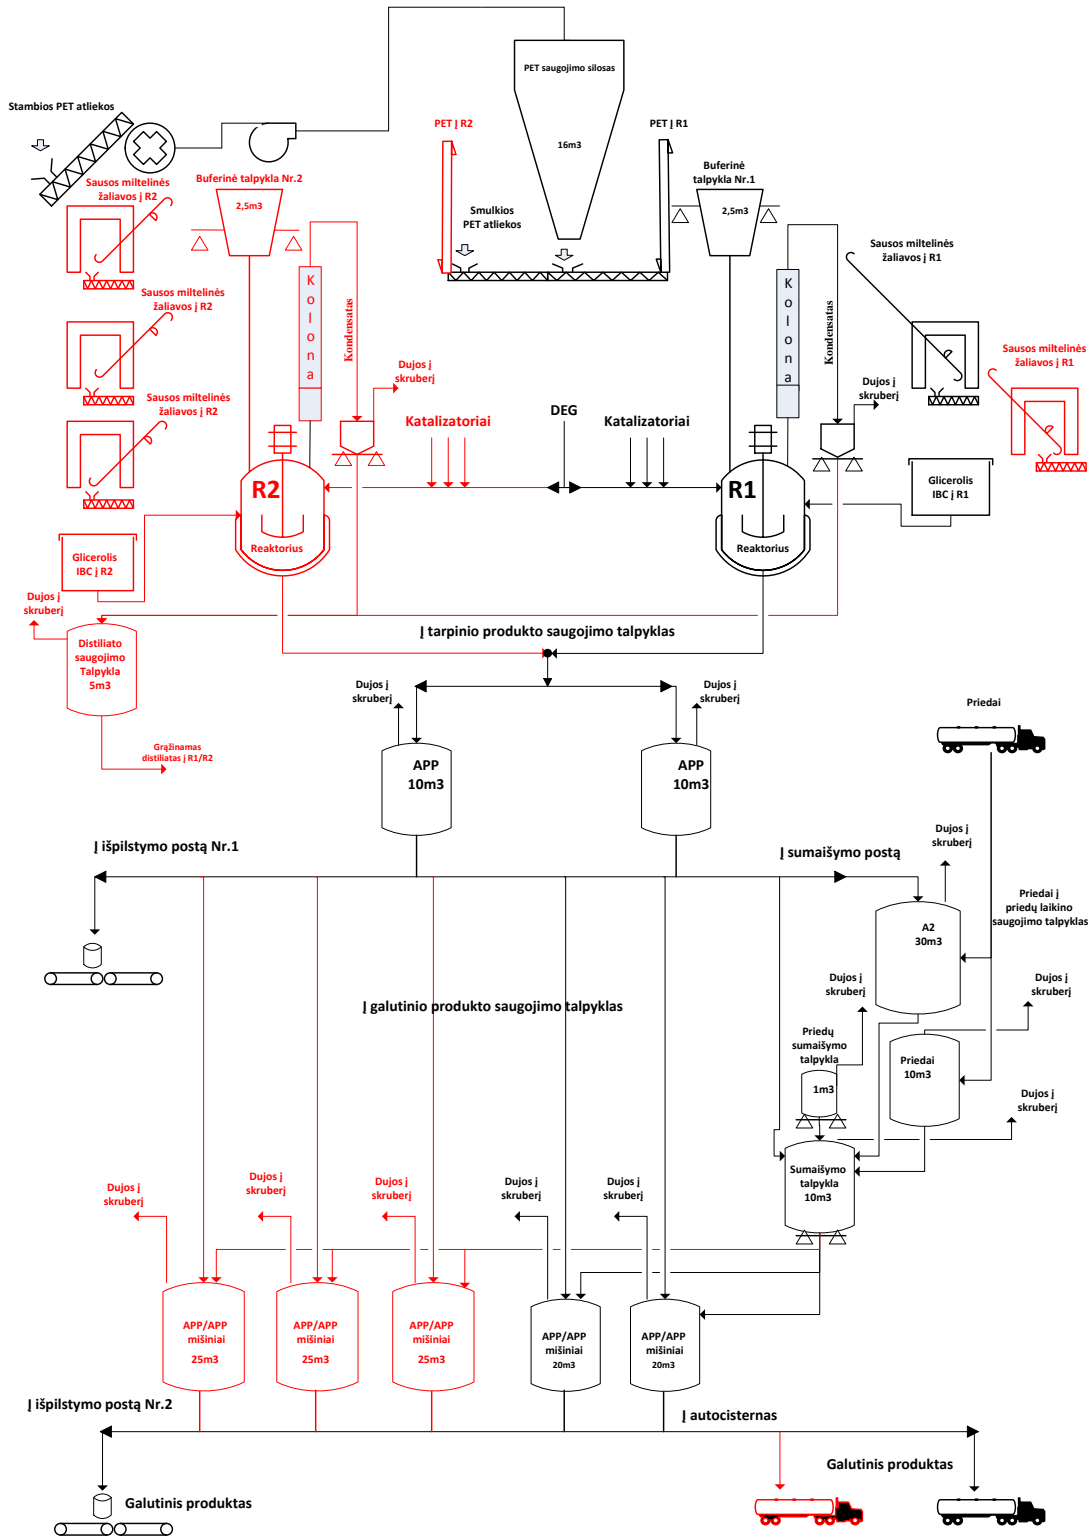 PET saugojimo silosas
16m3
Stambios PET atliekos
PET Į R2
PET Į R1
Buferinė talpykla Nr.2
2,5m3
Buferinė
talpykla Nr.1
2,5m3
Sausos miltelinės
žaliavos į R2
Smulkios
PET atliekos
Sausos miltelinės
žaliavos į R2
Sausos miltelinės
žaliavos į R2
Kolona
Kondensatas
Kolona
Kondensatas
Sausos miltelinės
žaliavos į R1
Sausos miltelinės
žaliavos į R1
Dujos į
skruberį
Dujos į
skruberį
Katalizatoriai
DEG
Katalizatoriai
R2
Reaktorius
R1
Reaktorius
Glicerolis
IBC į R1
Glicerolis
IBC į R2
Dujos į
skruberį
Distiliato
saugojimo
Talpykla
5m3
Grąžinamas
distiliatas į R1/R2
Į tarpinio produkto saugojimo talpyklas
Dujos į
skruberį
Dujos į
skruberį
APP
10m3
APP
10m3
Priedai
Į išpilstymo postą Nr.1
Į sumaišymo postą
Dujos į
skruberį
Priedai į
priedų laikino
saugojimo talpyklas
A2
30m3
Dujos į
skruberį
Dujos į
skruberį
Į galutinio produkto saugojimo talpyklas
Priedų
sumaišymo
talpykla
1m3
Priedai
10m3
Dujos į
skruberį
Sumaišymo
talpykla
10m3
Dujos į
skruberį
Dujos į
skruberį
Dujos į
skruberį
Dujos į
skruberį
Dujos į
skruberį
APP/APP
mišiniai
25m3
APP/APP
mišiniai
25m3
APP/APP
mišiniai
25m3
APP/APP
mišiniai
20m3
APP/APP
mišiniai
20m3
Į išpilstymo postą Nr.2
Į autocisternas
Galutinis produktas
Galutinis produktas